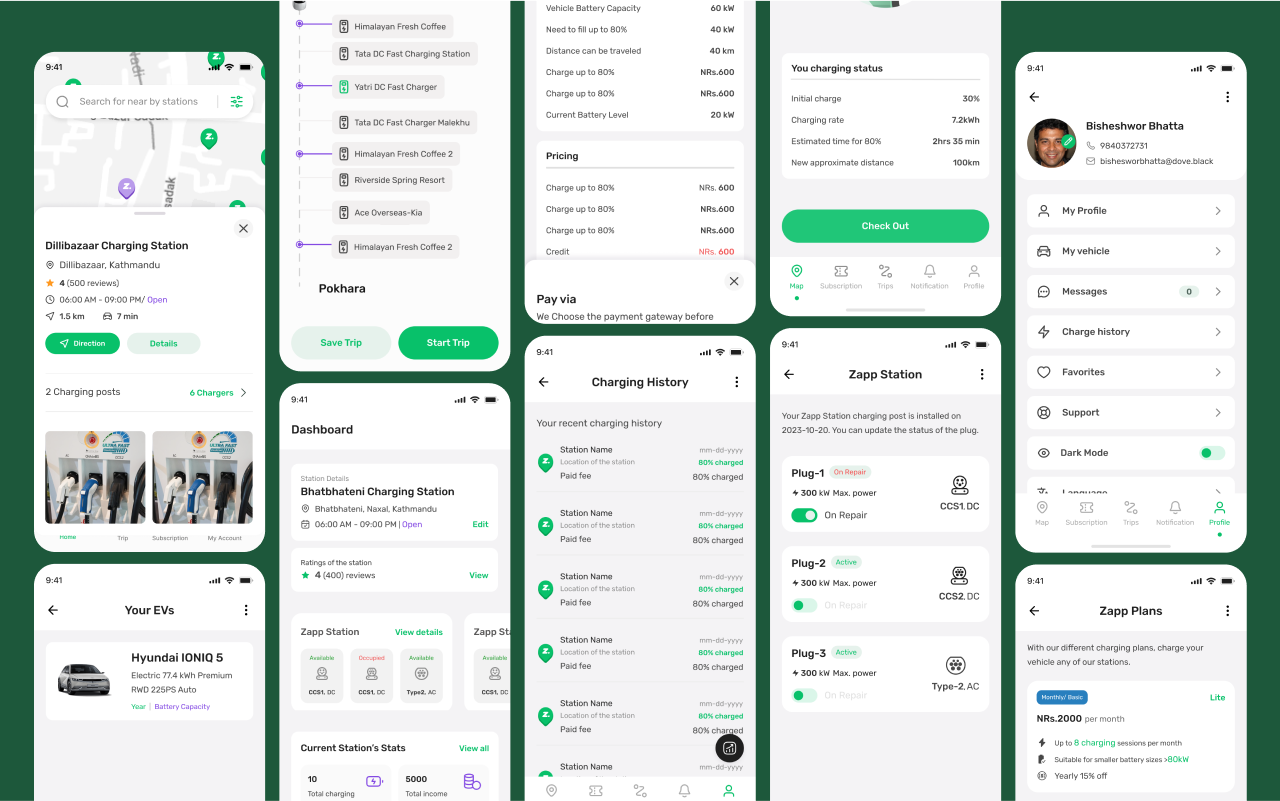 9:41
Search for near by stations
Dillibazaar Charging Station
Dillibazaar, Kathmandu
4 (500 reviews)
06:00 AM - 09:00 PM/ Open
1.5 km 7 min
Direction Details
2 Charging posts 6 Chargers
Home Trip Subscription My Account
9:41
Your EVs
Hyundai IONIQ 5
Electric 77.4 kWh Premium
RWD 225PS Auto
Year | Battery Capacity
Himalayan Fresh Coffee
Tata DC Fast Charging Station
Yatri DC Fast Charger
Tata DC Fast Charger Malekhu
Himalayan Fresh Coffee 2
Riverside Spring Resort
Ace Overseas-Kia
Himalayan Fresh Coffee 2
Pokhara
Save Trip Start Trip
9:41
Dashboard
Station Details
Bhatbhateni Charging Station
Bhatbhateni, Naxal, Kathmandu
06:00 AM - 09:00 PM | Open Edit
Ratings of the station
4 (400) reviews View
Zapp Station View details
Available Occupied Available
CCS1, DC CCS1, DC Type2, AC
Zapp St
Available
CCS1, DC
Current Station's Stats View all
10 5000
Total charging Total income
Vehicle Battery Capacity 60 kW
Need to fill up to 80% 40 kW
Distance can be traveled 40 km
Charge up to 80% NRs.600
Charge up to 80% NRs.600
Current Battery Level 20 kW
Pricing
Charge up to 80% NRs. 600
Charge up to 80% NRs.600
Charge up to 80% NRs.600
Credit NRs. 600
Pay via
We Choose the payment gateway before
9:41
Charging History
Your recent charging history
Station Name mm-dd-yyyy
Location of the station 80% charged
Paid fee 80% charged
Station Name mm-dd-yyyy
Location of the station 80% charged
Paid fee 80% charged
Station Name mm-dd-yyyy
Location of the station 80% charged
Paid fee 80% charged
Station Name mm-dd-yyyy
Location of the station 80% charged
Paid fee 80% charged
Station Name mm-dd-yyyy
Location of the station 80% charged
Paid fee 80% charged
Station Name mm-dd-yyyy
You charging status
Initial charge 30%
Charging rate 7.2kWh
Estimated time for 80% 2hrs 35 min
New approximate distance 100km
Check Out
Map Subscription Trips Notification Profile
9:41
Zapp Station
Your Zapp Station charging post is installed on
2023-10-20. You can update the status of the plug.
Plug-1 On Repair
300 kW Max. power
On Repair
CCS1. DC
Plug-2 Active
300 kW Max. power
On Repair
CCS2. DC
Plug-3 Active
300 kW Max. power
On Repair
Type-2. AC
9:41
Bisheshwor Bhatta
9840372731
bishesworbhatta@dove.black
My Profile
My vehicle
Messages 0
Charge history
Favorites
Support
Dark Mode
Language
Map Subscription Trips Notification Profile
9:41
Zapp Plans
With our different charging plans, charge your
vehicle any of our stations.
Monthly/ Basic Lite
NRs.2000 per month
Up to 8 charging sessions per month
Suitable for smaller battery sizes >80kW
Yearly 15% off